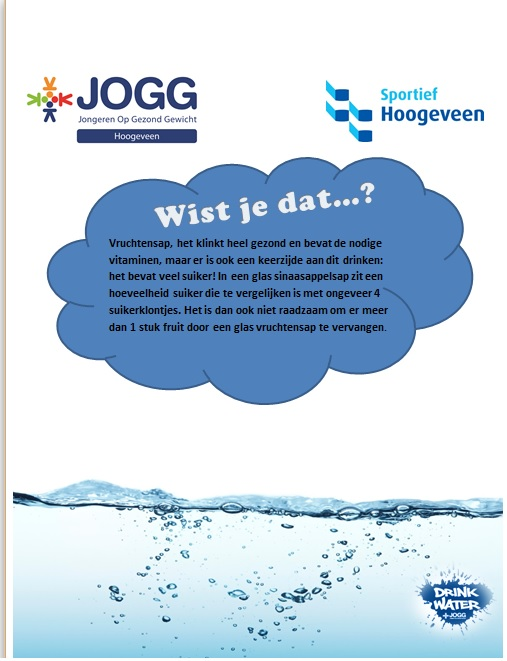 JOGG
Jongeren Op Gezond Gewicht
Hoogeveen
Sportief
Hoogeveen
Wist je dat...?
Vruchtensap, het klinkt heel gezond en bevat de nodige
vitaminen, maar er is ook een keerzijde aan dit drinken:
het bevat veel suiker! In een glas sinaasappelsap zit een
hoeveelheid suiker die te vergelijken is met ongeveer 4
suikerklontjes. Het is dan ook niet raadzaam om er meer
dan 1 stuk fruit door een glas vruchtensap te vervangen.
DRINK
WATER
+JOGG